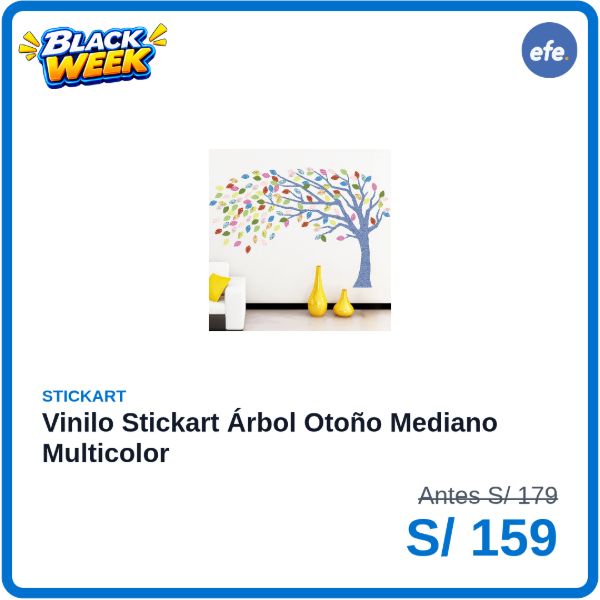 BLACK
WEEK
efe.
STICKART
Vinilo Stickart Árbol Otoño Mediano
Multicolor
Antes S/ 179
S/ 159